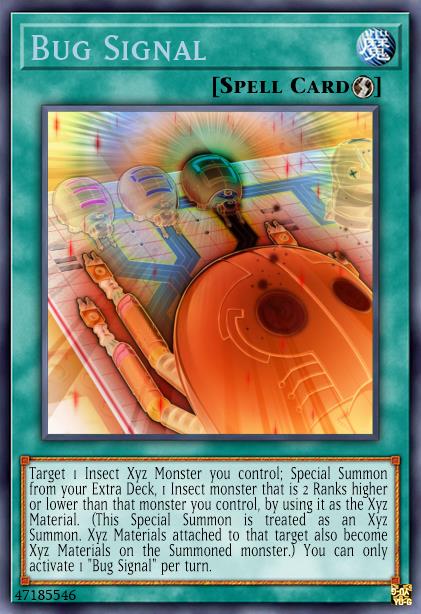 Bug Signal
魔
[Spell Card]
Target 1 Insect Xyz Monster you control; Special Summon
from your Extra Deck, 1 Insect monster that is 2 Ranks higher
or lower than that monster you control, by using it as the Xyz
Material. (This Special Summon is treated as an Xyz
Summon. Xyz Materials attached to that target also become
Xyz Materials on the Summoned monster.) You can only
activate 1 "Bug Signal" per turn.
47185546